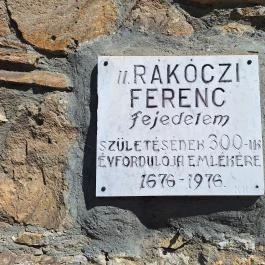 II. RÁKÓCZI
FERENC
fejedelem
SZÜLETÉSÉNEK 300-IK
ÉVFORDULÓJA EMLÉKÉRE
1676-1976.